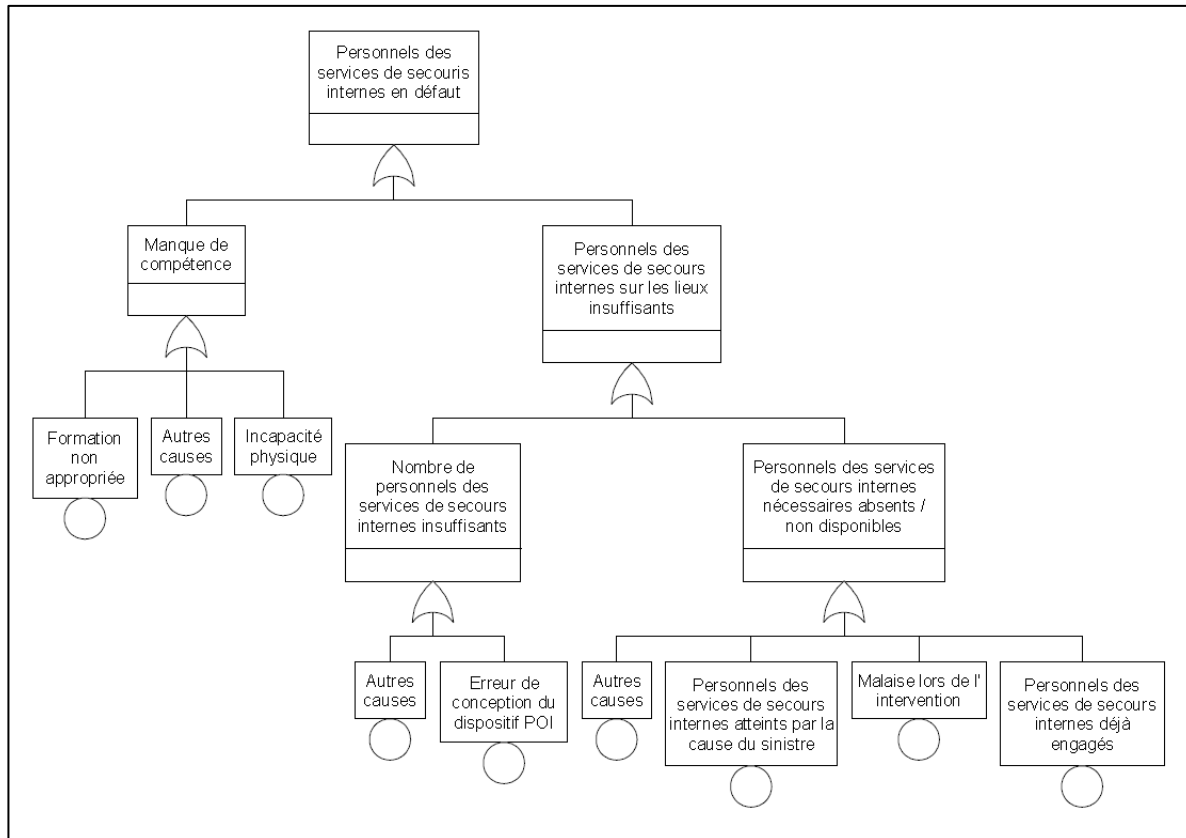 Personnels des
services de secouris
internes en défaut
Manque de
compétence
Personnels des
services de secours
internes sur les lieux
insuffisants
Formation
non
appropriée
Autres
causes
Incapacité
physique
Nombre de
personnels des
services de secours
internes insuffisants
Personnels des services
de secours internes
nécessaires absents /
non disponibles
Autres
causes
Erreur de
conception du
dispositif POI
Autres
causes
Personnels des
services de secours
internes atteints par la
cause du sinistre
Malaise lors de l'
intervention
Personnels des
services de secours
internes déjà
engagés